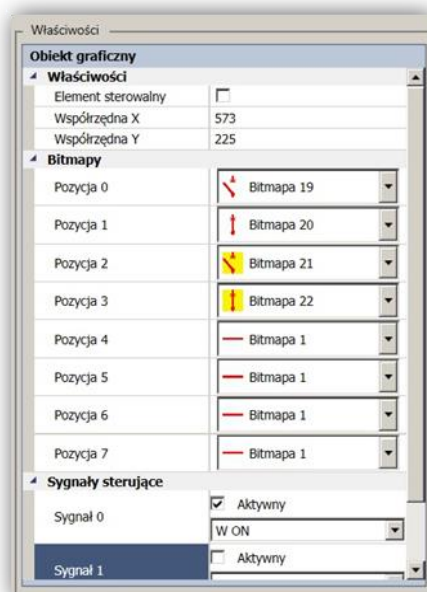 Właściwości
Obiekt graficzny
Właściwości
Element sterowalny
Współrzędna X 573
Współrzędna Y 225
Bitmapy
Pozycja 0 Bitmapa 19
Pozycja 1 Bitmapa 20
Pozycja 2 Bitmapa 21
Pozycja 3 Bitmapa 22
Pozycja 4 Bitmapa 1
Pozycja 5 Bitmapa 1
Pozycja 6 Bitmapa 1
Pozycja 7 Bitmapa 1
Sygnały sterujące
Sygnał 0 Aktywny
W ON
Sygnał 1 Aktywny